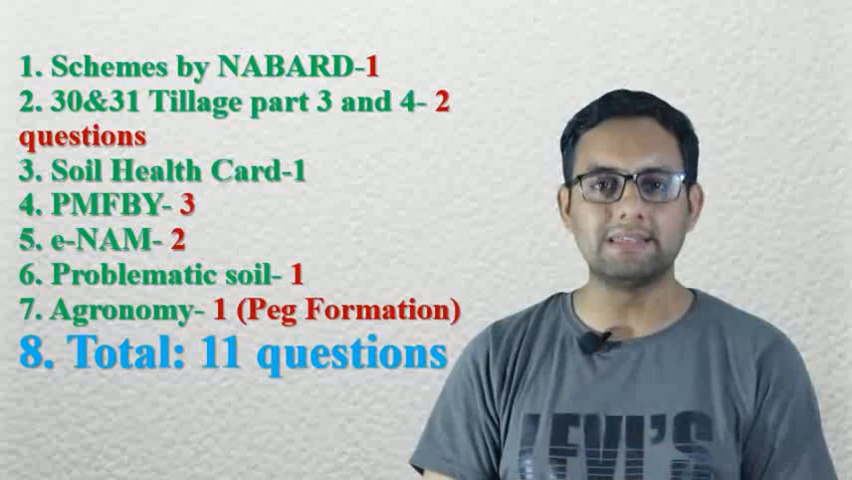 1. Schemes by NABARD-1
2. 30&31 Tillage part 3 and 4- 2
questions
3. Soil Health Card-1
4. PMFBY- 3
5. e-NAM- 2
6. Problematic soil- 1
7. Agronomy- 1 (Peg Formation)
8. Total: 11 questions
LEVI'S